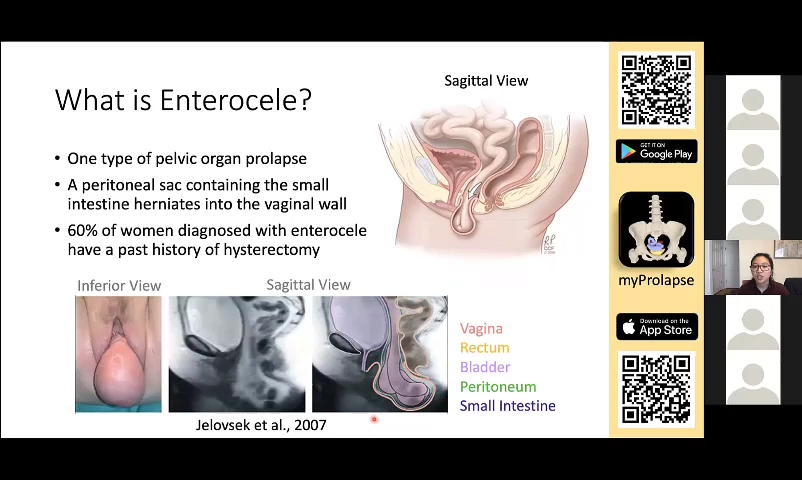 What is Enterocele?
• One type of pelvic organ prolapse
• A peritoneal sac containing the small
intestine herniates into the vaginal wall
• 60% of women diagnosed with enterocele
have a past history of hysterectomy
Sagittal View
Inferior View
Sagittal View
Vagina
Rectum
Bladder
Peritoneum
Small Intestine
Jelovsek et al., 2007
GET IT ON
Google Play
myProlapse
Download on the
App Store